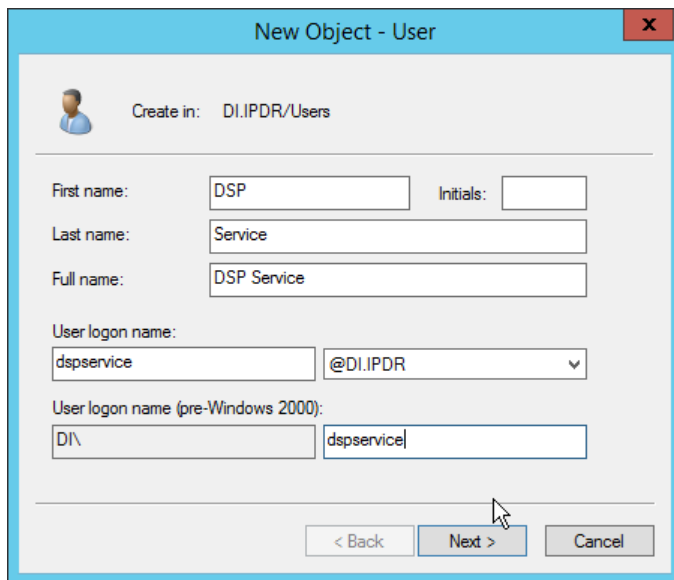 New Object - User
x
Create in: DI.IPDR/Users
First name: DSP Initials:
Last name: Service
Full name: DSP Service
User logon name:
dspservice @DI.IPDR
User logon name (pre-Windows 2000):
DI\ dspservice
< Back Next > Cancel